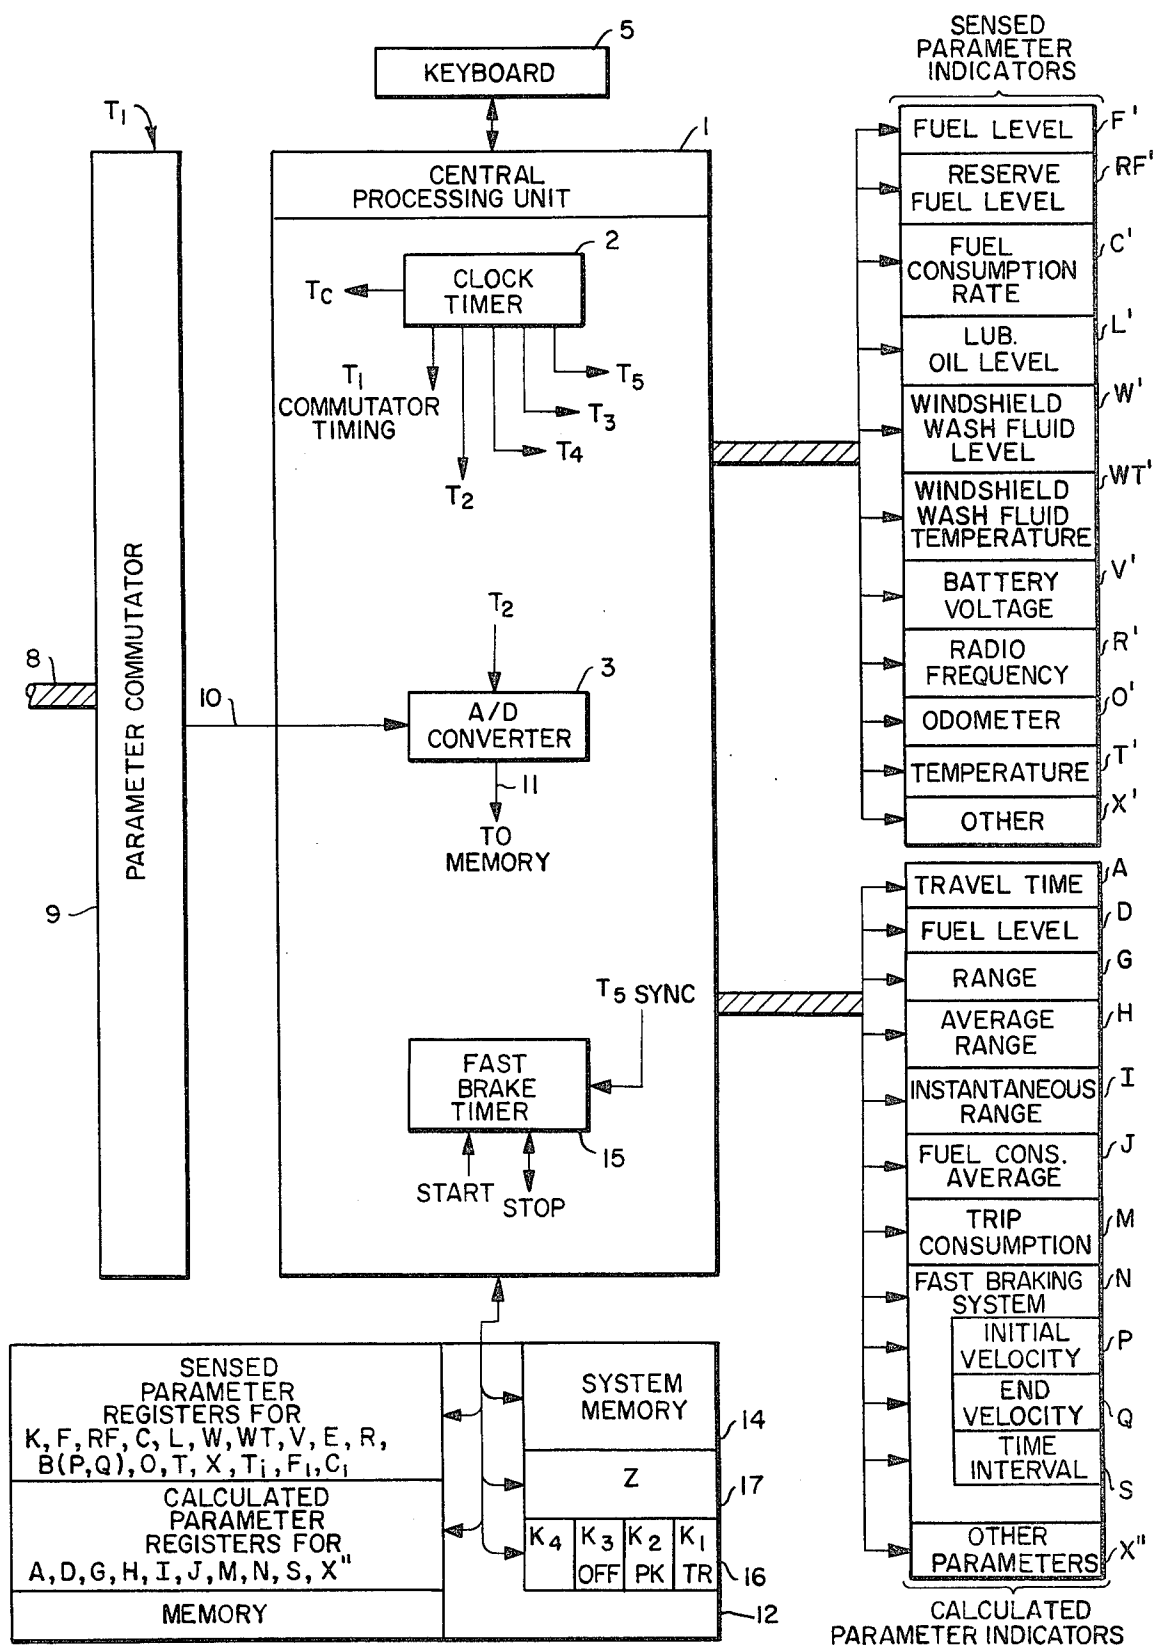 5
KEYBOARD
T1
1
CENTRAL
PROCESSING UNIT
2
CLOCK
TIMER
TC
T1
COMMUTATOR
TIMING
T5
T3
T4
T2
PARAMETER COMMUTATOR
8
9
10
T2
3
A/D
CONVERTER
11
TO
MEMORY
T5 SYNC
FAST
BRAKE
TIMER
15
START
STOP
SENSED
PARAMETER
REGISTERS FOR
K, F, RF, C, L, W, WT, V, E, R,
B(P,Q), O, T, X, Ti, F1, C1
CALCULATED
PARAMETER
REGISTERS FOR
A, D, G, H, I, J, M, N, S, X"
MEMORY
SYSTEM
MEMORY
14
Z
17
K4
K3
OFF
K2
PK
K1
TR
16
12
SENSED
PARAMETER
INDICATORS
FUEL LEVEL
F'
RESERVE
FUEL LEVEL
RF'
FUEL
CONSUMPTION
RATE
C'
LUB.
OIL LEVEL
L'
WINDSHIELD
WASH FLUID
LEVEL
W'
WINDSHIELD
WASH FLUID
TEMPERATURE
WT'
BATTERY
VOLTAGE
V'
RADIO
FREQUENCY
R'
ODOMETER
O'
TEMPERATURE
T'
OTHER
X'
TRAVEL TIME
A
FUEL LEVEL
D
RANGE
G
AVERAGE
RANGE
H
INSTANTANEOUS
RANGE
I
FUEL CONS.
AVERAGE
J
TRIP
CONSUMPTION
M
FAST BRAKING
SYSTEM
N
INITIAL
VELOCITY
P
END
VELOCITY
Q
TIME
INTERVAL
S
OTHER
PARAMETERS
X"
CALCULATED
PARAMETER INDICATORS